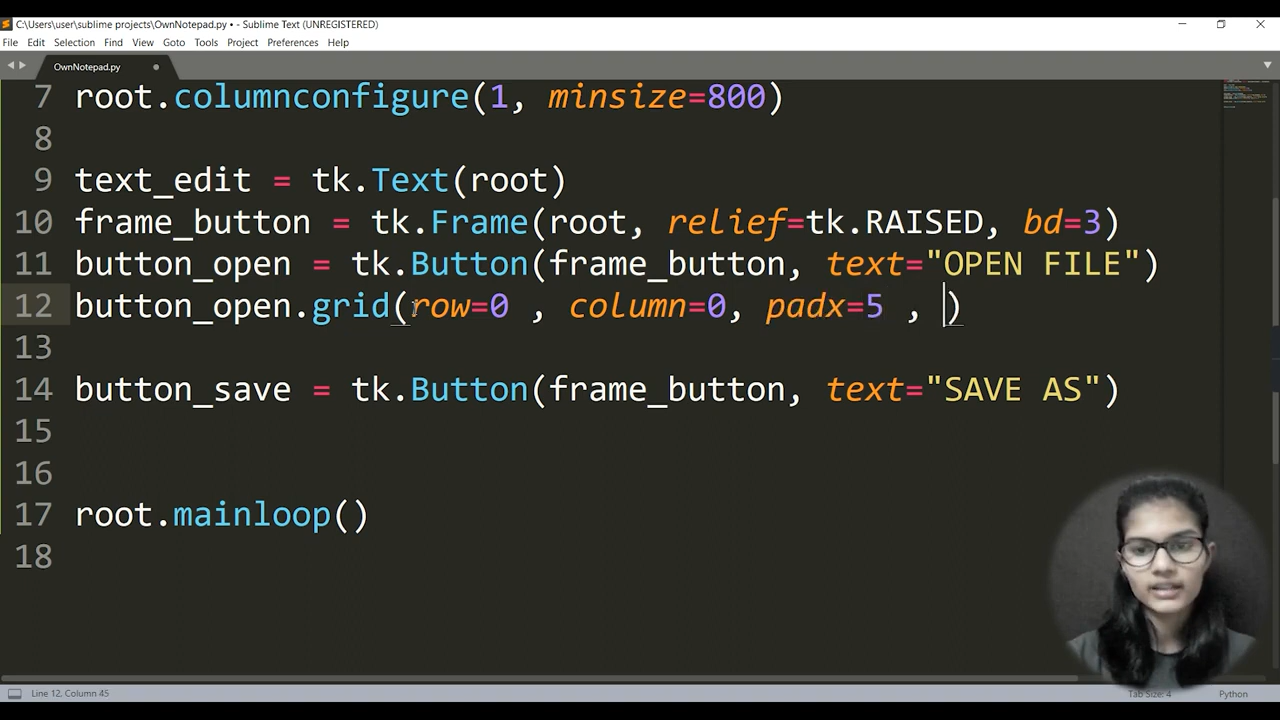 C:\Users\user\sublime projects\OwnNotepad.py • - Sublime Text (UNREGISTERED)
File Edit Selection Find View Goto Tools Project Preferences Help
OwnNotepad.py
7 root.columnconfigure(1, minsize=800)
8
9 text_edit = tk.Text(root)
10 frame_button = tk.Frame(root, relief=tk.RAISED, bd=3)
11 button_open = tk.Button(frame_button, text="OPEN FILE")
12 button_open.grid(row=0 , column=0, padx=5 , )
13
14 button_save = tk.Button(frame_button, text="SAVE AS")
15
16
17 root.mainloop()
18
Line 12, Column 45
Tab Size: 4 Python